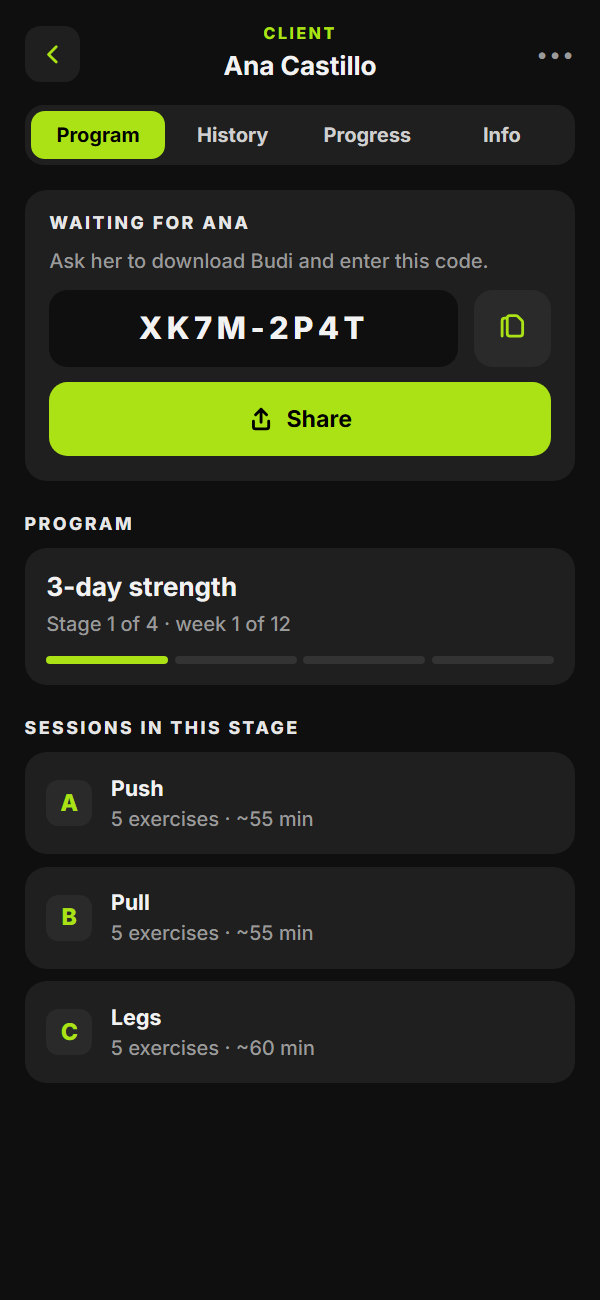 CLIENT
Ana Castillo
Program
History
Progress
Info
WAITING FOR ANA
Ask her to download Budi and enter this code.
XK7M-2P4T
Share
PROGRAM
3-day strength
Stage 1 of 4 · week 1 of 12
SESSIONS IN THIS STAGE
A
Push
5 exercises · ~55 min
B
Pull
5 exercises · ~55 min
C
Legs
5 exercises · ~60 min